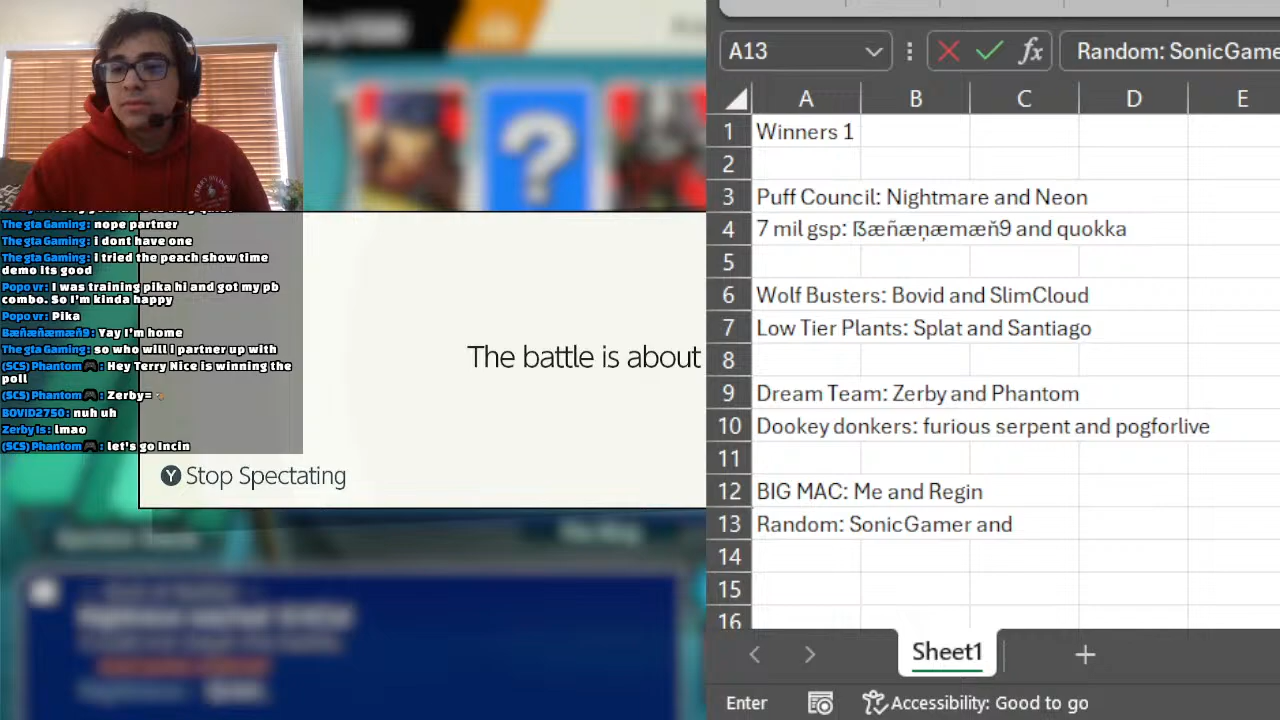 A13
Random: SonicGame
A B C D E
1 Winners 1
2
3 Puff Council: Nightmare and Neon
4 7 mil gsp: ßæñæņæmæň9 and quokka
5
6 Wolf Busters: Bovid and SlimCloud
7 Low Tier Plants: Splat and Santiago
8
9 Dream Team: Zerby and Phantom
10 Dookey donkers: furious serpent and pogforlive
11
12 BIG MAC: Me and Regin
13 Random: SonicGamer and
14
15
16
Sheet1
Enter
Accessibility: Good to go
The gta Gaming: nope partner
The gta Gaming: i dont have one
The gta Gaming: i tried the peach show time
demo its good
Popo vr: I was training pika hi and got my pb
combo. So I'm kinda happy
Popo vr: Pika
Bæñæñæmæñ9: Yay I'm home
The gta Gaming: so who will i partner up with
(SCS) Phantom🎮: Hey Terry Nice is winning the
poll
(SCS) Phantom🎮: Zerby=
BOVID2750: nuh uh
Zerby Is: lmao
(SCS) Phantom🎮: let's go Incin
The battle is about
Y Stop Spectating